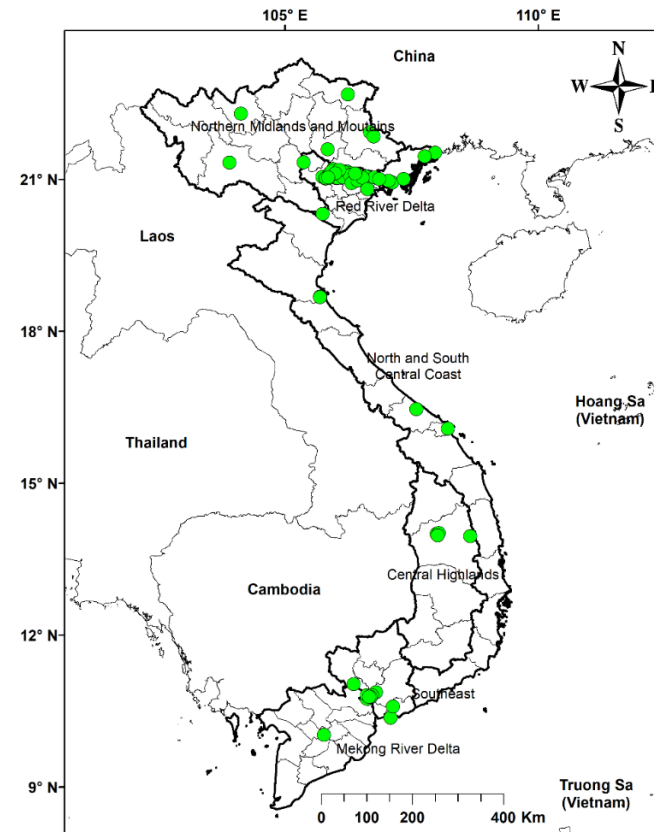 105° E
110° E
China
N
W
E
S
Northern Midlands and Moutains
21° N
Red River Delta
Laos
18° N
North and South
Central Coast
Hoang Sa
(Vietnam)
Thailand
15° N
Central Highlands
Cambodia
12° N
Southeast
Mekong River Delta
9° N
Truong Sa
(Vietnam)
0
100
200
400
Km